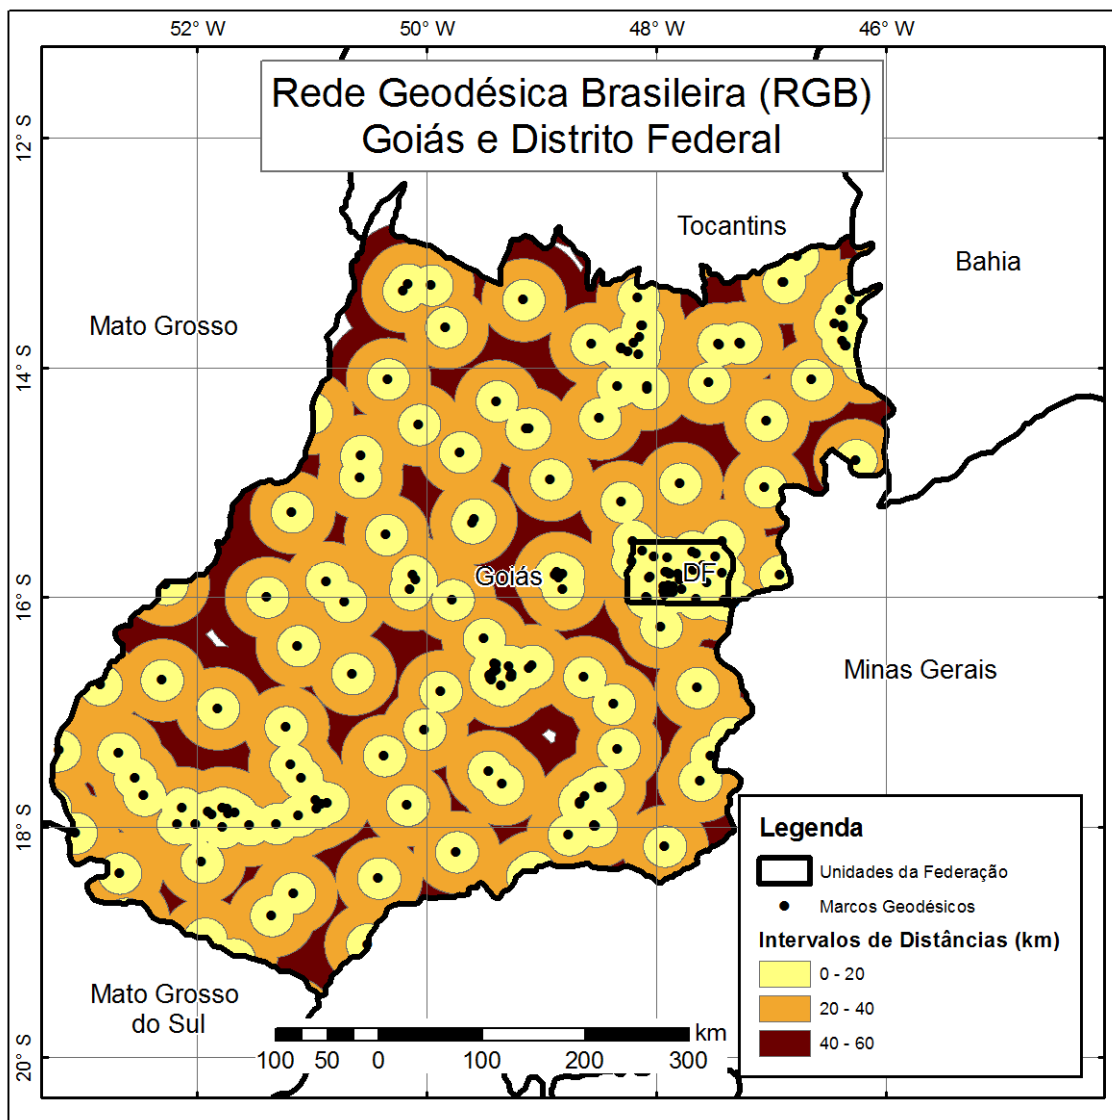 52° W
50° W
48° W
46° W
Rede Geodésica Brasileira (RGB)
Goiás e Distrito Federal
12° S
14° S
16° S
18° S
20° S
Tocantins
Bahia
Mato Grosso
Goiás
DF
Minas Gerais
Mato Grosso
do Sul
Legenda
Unidades da Federação
Marcos Geodésicos
Intervalos de Distâncias (km)
0 - 20
20 - 40
40 - 60
km
100 50 0 100 200 300